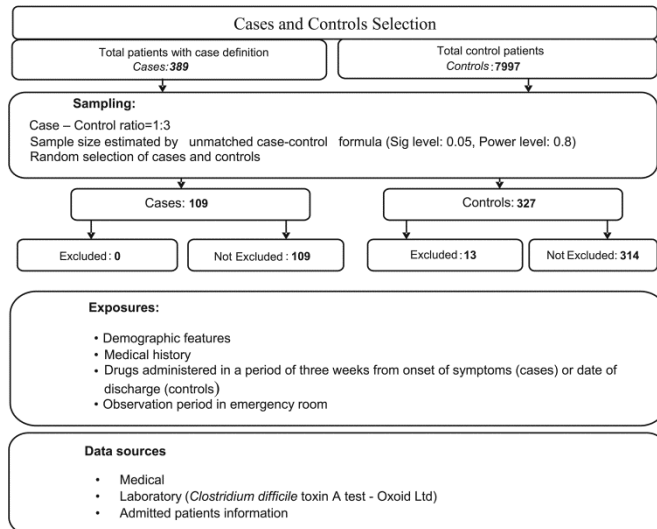 Cases and Controls Selection
Total patients with case definition
Cases:389
Total control patients
Controls:7997
Sampling:
Case – Control ratio=1:3
Sample size estimated by unmatched case-control formula (Sig level: 0.05, Power level: 0.8)
Random selection of cases and controls
Cases: 109
Controls: 327
Excluded: 0
Not Excluded: 109
Excluded: 13
Not Excluded: 314
Exposures:
• Demographic features
• Medical history
• Drugs administered in a period of three weeks from onset of symptoms (cases) or date of
discharge (controls)
• Observation period in emergency room
Data sources
• Medical
• Laboratory (Clostridium difficile toxin A test - Oxoid Ltd)
• Admitted patients information